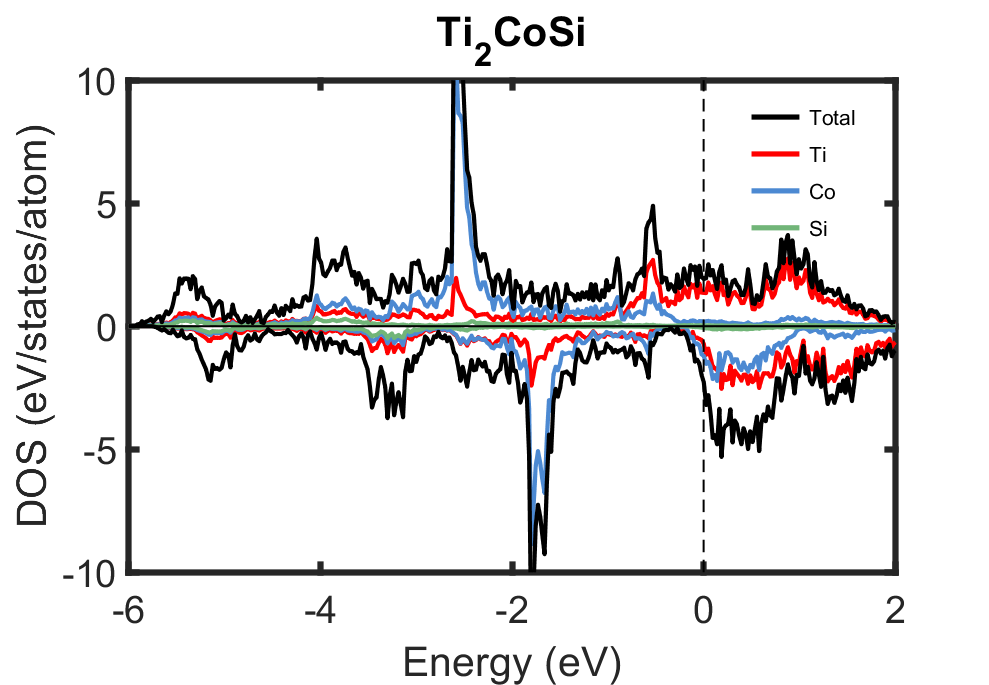 Ti2CoSi
10
5
0
-5
-10
DOS (eV/states/atom)
Total
Ti
Co
Si
-6 -4 -2 0 2
Energy (eV)